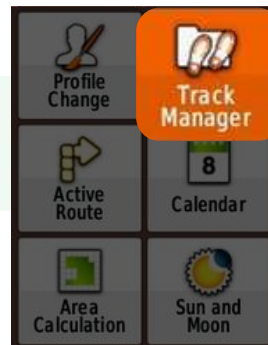 Profile
Change
Track
Manager
Active
Route
8
Calendar
Area
Calculation
Sun and
Moon